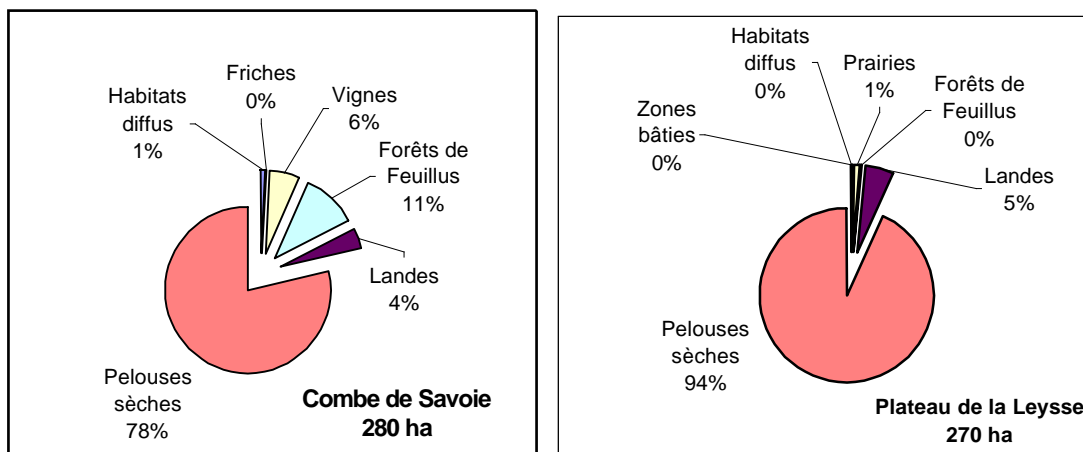 Friches
0%
Habitats
diffus
1%
Vignes
6%
Forêts de
Feuillus
11%
Landes
4%
Pelouses
sèches
78%
Combe de Savoie
280 ha
Habitats
diffus
0%
Prairies
1%
Zones
bâties
0%
Forêts de
Feuillus
0%
Landes
5%
Pelouses
sèches
94%
Plateau de la Leysse
270 ha